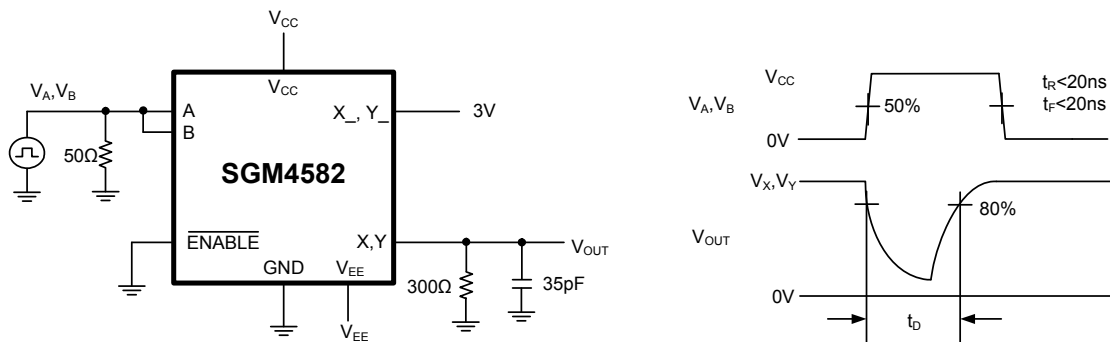 V_CC
V_CC
V_A,V_B
A
B
X_, Y_
3V
50Ω
SGM4582
ENABLE
X,Y
V_OUT
GND
V_EE
300Ω
35pF
V_EE
V_CC
t_R<20ns
V_A,V_B
50%
t_F<20ns
0V
V_X,V_Y
80%
V_OUT
0V
t_D